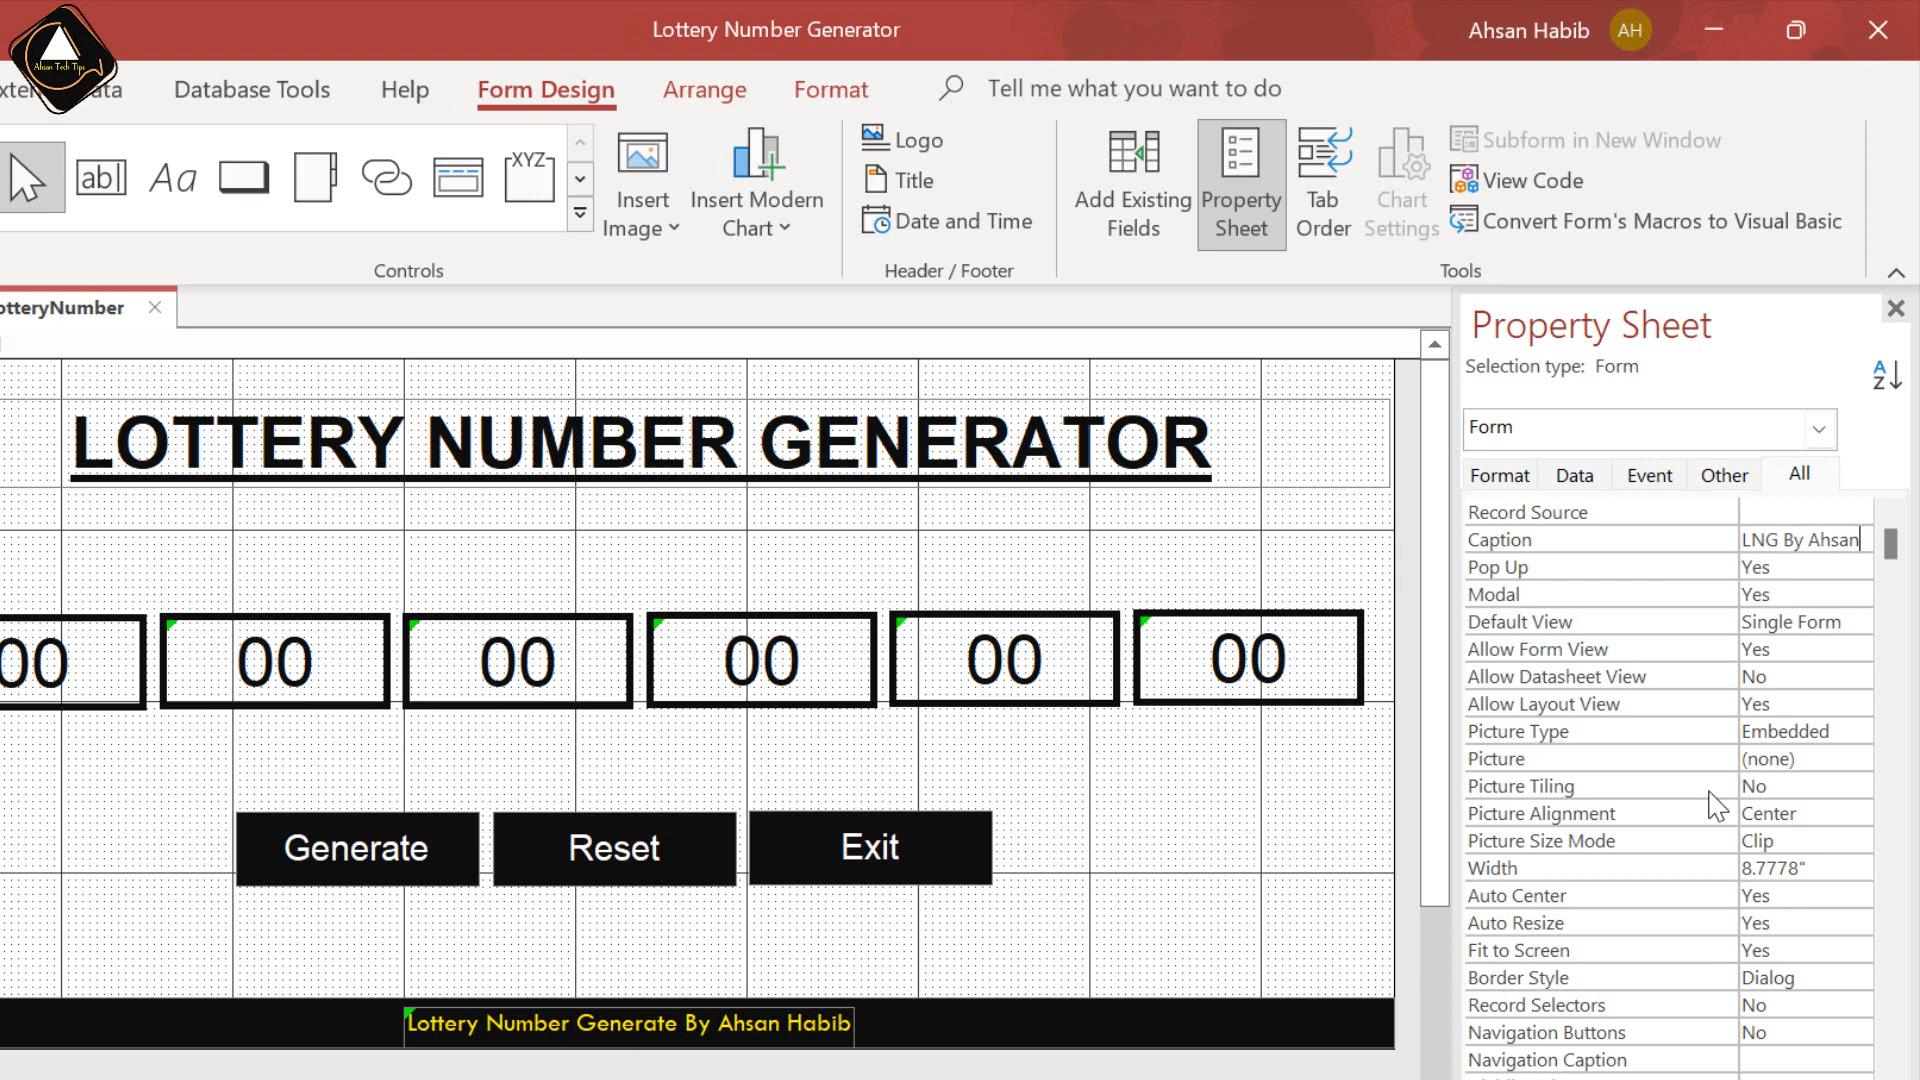 Lottery Number Generator
Ahsan Habib AH
Ahsan Tech Tips
Database Tools Help Form Design Arrange Format Tell me what you want to do
ab Aa XYZ
Insert Image
Insert Modern Chart
Logo
Title
Date and Time
Add Existing Fields
Property Sheet
Tab Order
Chart Settings
Subform in New Window
View Code
Convert Form's Macros to Visual Basic
Controls Header / Footer Tools
otteryNumber
Property Sheet
Selection type: Form
Form
Format Data Event Other All
Record Source
Caption LNG By Ahsan
Pop Up Yes
Modal Yes
Default View Single Form
Allow Form View Yes
Allow Datasheet View No
Allow Layout View Yes
Picture Type Embedded
Picture (none)
Picture Tiling No
Picture Alignment Center
Picture Size Mode Clip
Width 8.7778"
Auto Center Yes
Auto Resize Yes
Fit to Screen Yes
Border Style Dialog
Record Selectors No
Navigation Buttons No
Navigation Caption
LOTTERY NUMBER GENERATOR
00 00 00 00 00 00
Generate Reset Exit
Lottery Number Generate By Ahsan Habib